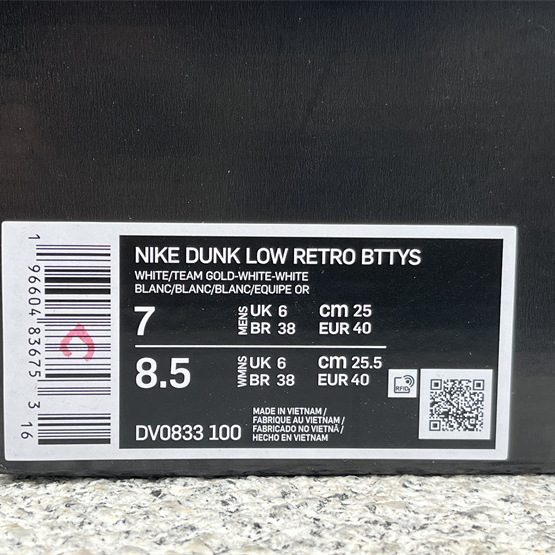 NIKE DUNK LOW RETRO BTTYS
WHITE/TEAM GOLD-WHITE-WHITE
BLANC/BLANC/BLANC/EQUIPE OR
7 MENS UK 6 cm 25
BR 38 EUR 40
8.5 WMNS UK 6 cm 25.5
BR 38 EUR 40
RFID
DV0833 100
MADE IN VIETNAM /
FABRIQUE AU VIETNAM /
FABRICADO NO VIETNÃ /
HECHO EN VIETNAM
1 96604 83675 3 16